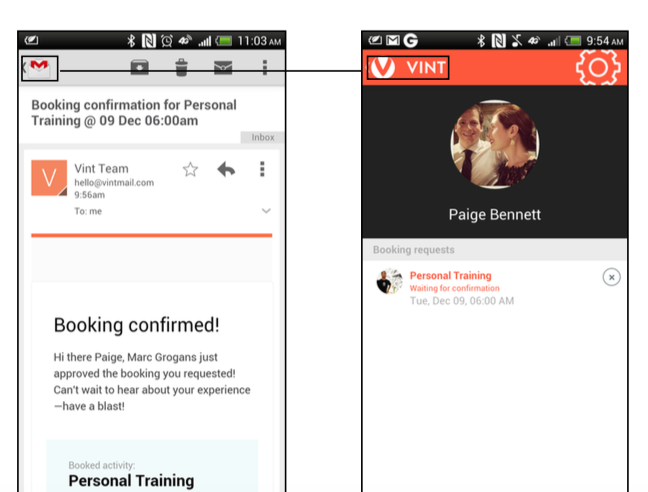 11:03 AM
Booking confirmation for Personal
Training @ 09 Dec 06:00am
Inbox
V
Vint Team
hello@vintmail.com
9:56am
To: me
Booking confirmed!
Hi there Paige, Marc Grogans just
approved the booking you requested!
Can't wait to hear about your experience
—have a blast!
Booked activity:
Personal Training
9:54 AM
VINT
Paige Bennett
Booking requests
Personal Training
Waiting for confirmation
Tue, Dec 09, 06:00 AM